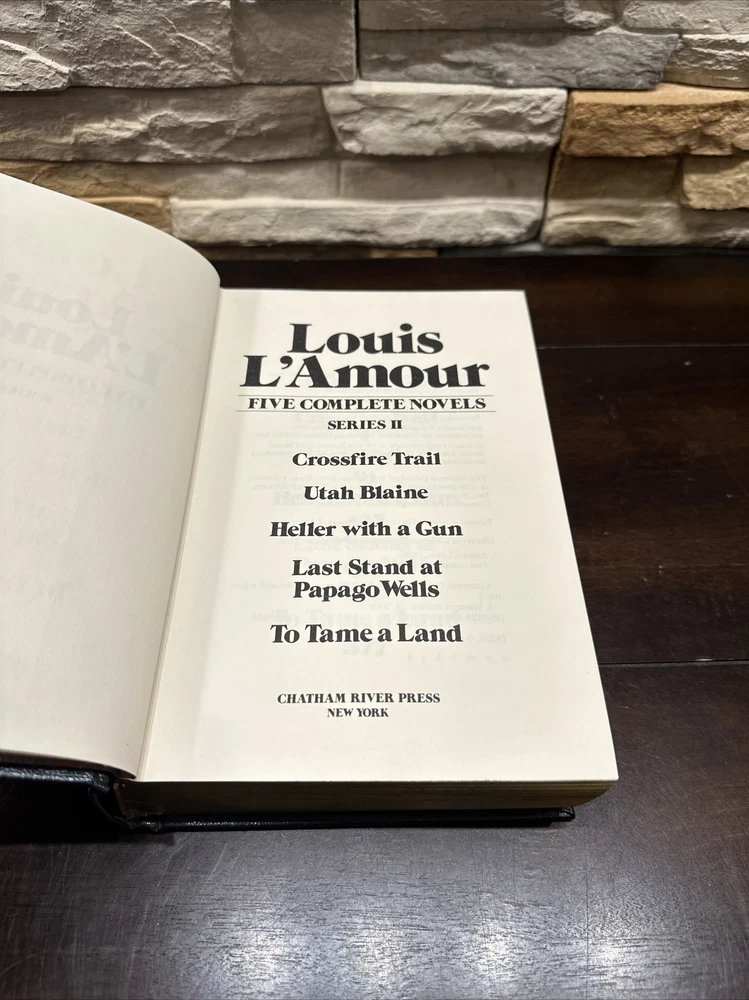 Louis
L'Amour
FIVE COMPLETE NOVELS
SERIES II
Crossfire Trail
Utah Blaine
Heller with a Gun
Last Stand at
Papago Wells
To Tame a Land
CHATHAM RIVER PRESS
NEW YORK